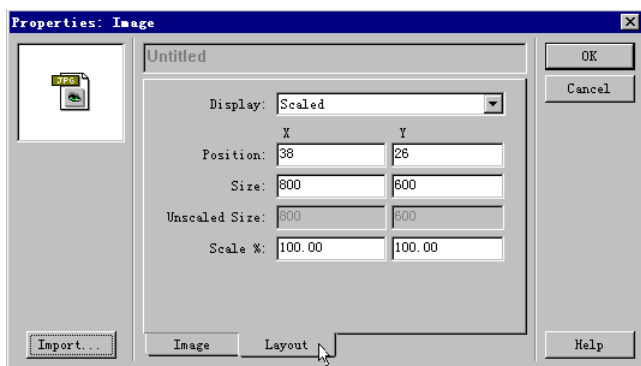 Properties: Image
JPG
Untitled
OK
Cancel
Display: Scaled
X Y
Position: 38 26
Size: 800 600
Unscaled Size: 800 600
Scale %: 100.00 100.00
Import...
Image Layout
Help